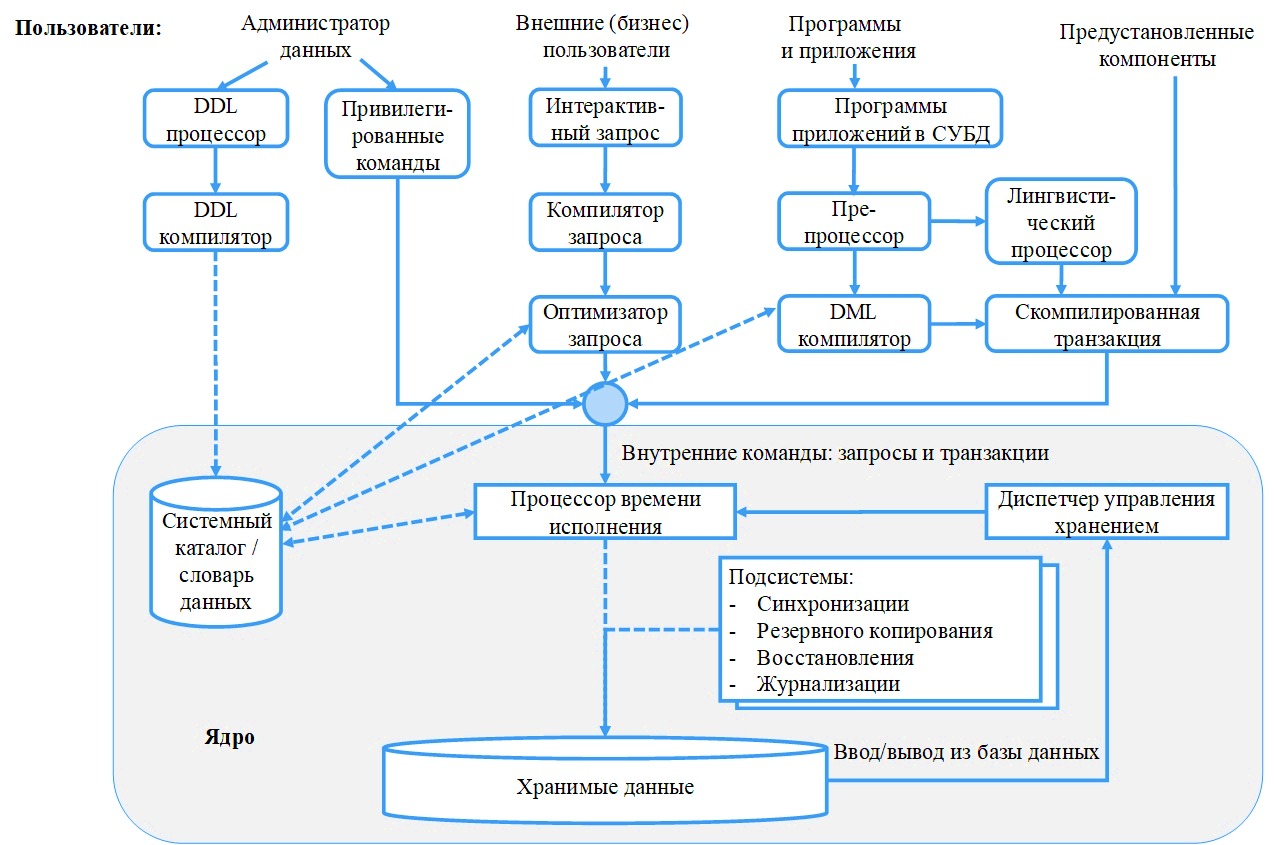 Пользователи:
Администратор
данных
Внешние (бизнес)
пользователи
Программы
и приложения
Предустановленные
компоненты
DDL
процессор
Привилеги-
рованные
команды
Интерактив-
ный запрос
Программы
приложений в СУБД
DDL
компилятор
Компилятор
запроса
Пре-
процессор
Лингвисти-
ческий
процессор
Оптимизатор
запроса
DML
компилятор
Скомпилированная
транзакция
Внутренние команды: запросы и транзакции
Системный
каталог /
словарь
данных
Процессор времени
исполнения
Диспетчер управления
хранением
Подсистемы:
- Синхронизации
- Резервного копирования
- Восстановления
- Журнализации
Ядро
Ввод/вывод из базы данных
Хранимые данные